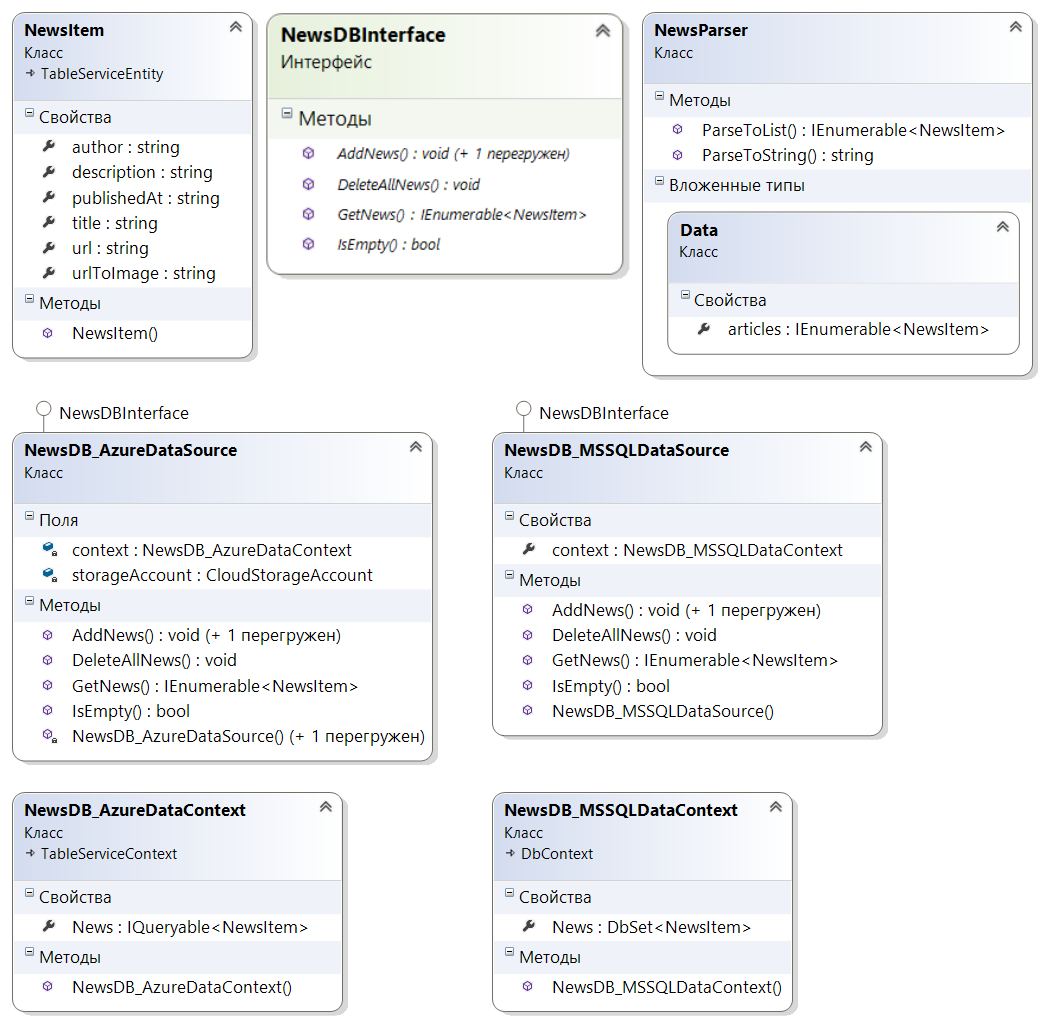 NewsItem
Класс
TableServiceEntity
Свойства
author : string
description : string
publishedAt : string
title : string
url : string
urlToImage : string
Методы
NewsItem()
NewsDBInterface
Интерфейс
Методы
AddNews() : void (+ 1 перегружен)
DeleteAllNews() : void
GetNews() : IEnumerable<NewsItem>
IsEmpty() : bool
NewsParser
Класс
Методы
ParseToList() : IEnumerable<NewsItem>
ParseToString() : string
Вложенные типы
Data
Класс
Свойства
articles : IEnumerable<NewsItem>
NewsDBInterface
NewsDB_AzureDataSource
Класс
Поля
context : NewsDB_AzureDataContext
storageAccount : CloudStorageAccount
Методы
AddNews() : void (+ 1 перегружен)
DeleteAllNews() : void
GetNews() : IEnumerable<NewsItem>
IsEmpty() : bool
NewsDB_AzureDataSource() (+ 1 перегружен)
NewsDBInterface
NewsDB_MSSQLDataSource
Класс
Свойства
context : NewsDB_MSSQLDataContext
Методы
AddNews() : void (+ 1 перегружен)
DeleteAllNews() : void
GetNews() : IEnumerable<NewsItem>
IsEmpty() : bool
NewsDB_MSSQLDataSource()
NewsDB_AzureDataContext
Класс
TableServiceContext
Свойства
News : IQueryable<NewsItem>
Методы
NewsDB_AzureDataContext()
NewsDB_MSSQLDataContext
Класс
DbContext
Свойства
News : DbSet<NewsItem>
Методы
NewsDB_MSSQLDataContext()